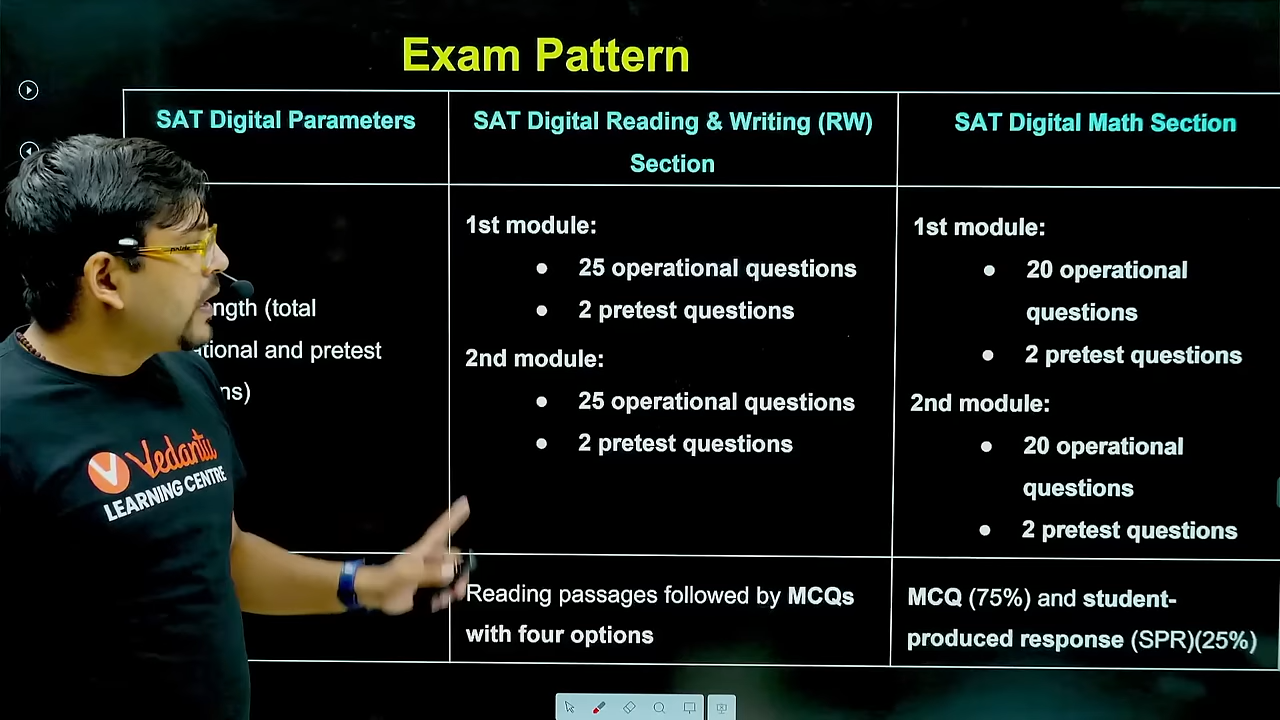 Exam Pattern
SAT Digital Parameters
SAT Digital Reading & Writing (RW)
Section
SAT Digital Math Section
ngth (total
ational and pretest
ns)
1st module:
● 25 operational questions
● 2 pretest questions
2nd module:
● 25 operational questions
● 2 pretest questions
1st module:
● 20 operational
questions
● 2 pretest questions
2nd module:
● 20 operational
questions
● 2 pretest questions
Reading passages followed by MCQs
with four options
MCQ (75%) and student-
produced response (SPR)(25%)
Vedantu
LEARNING CENTRE